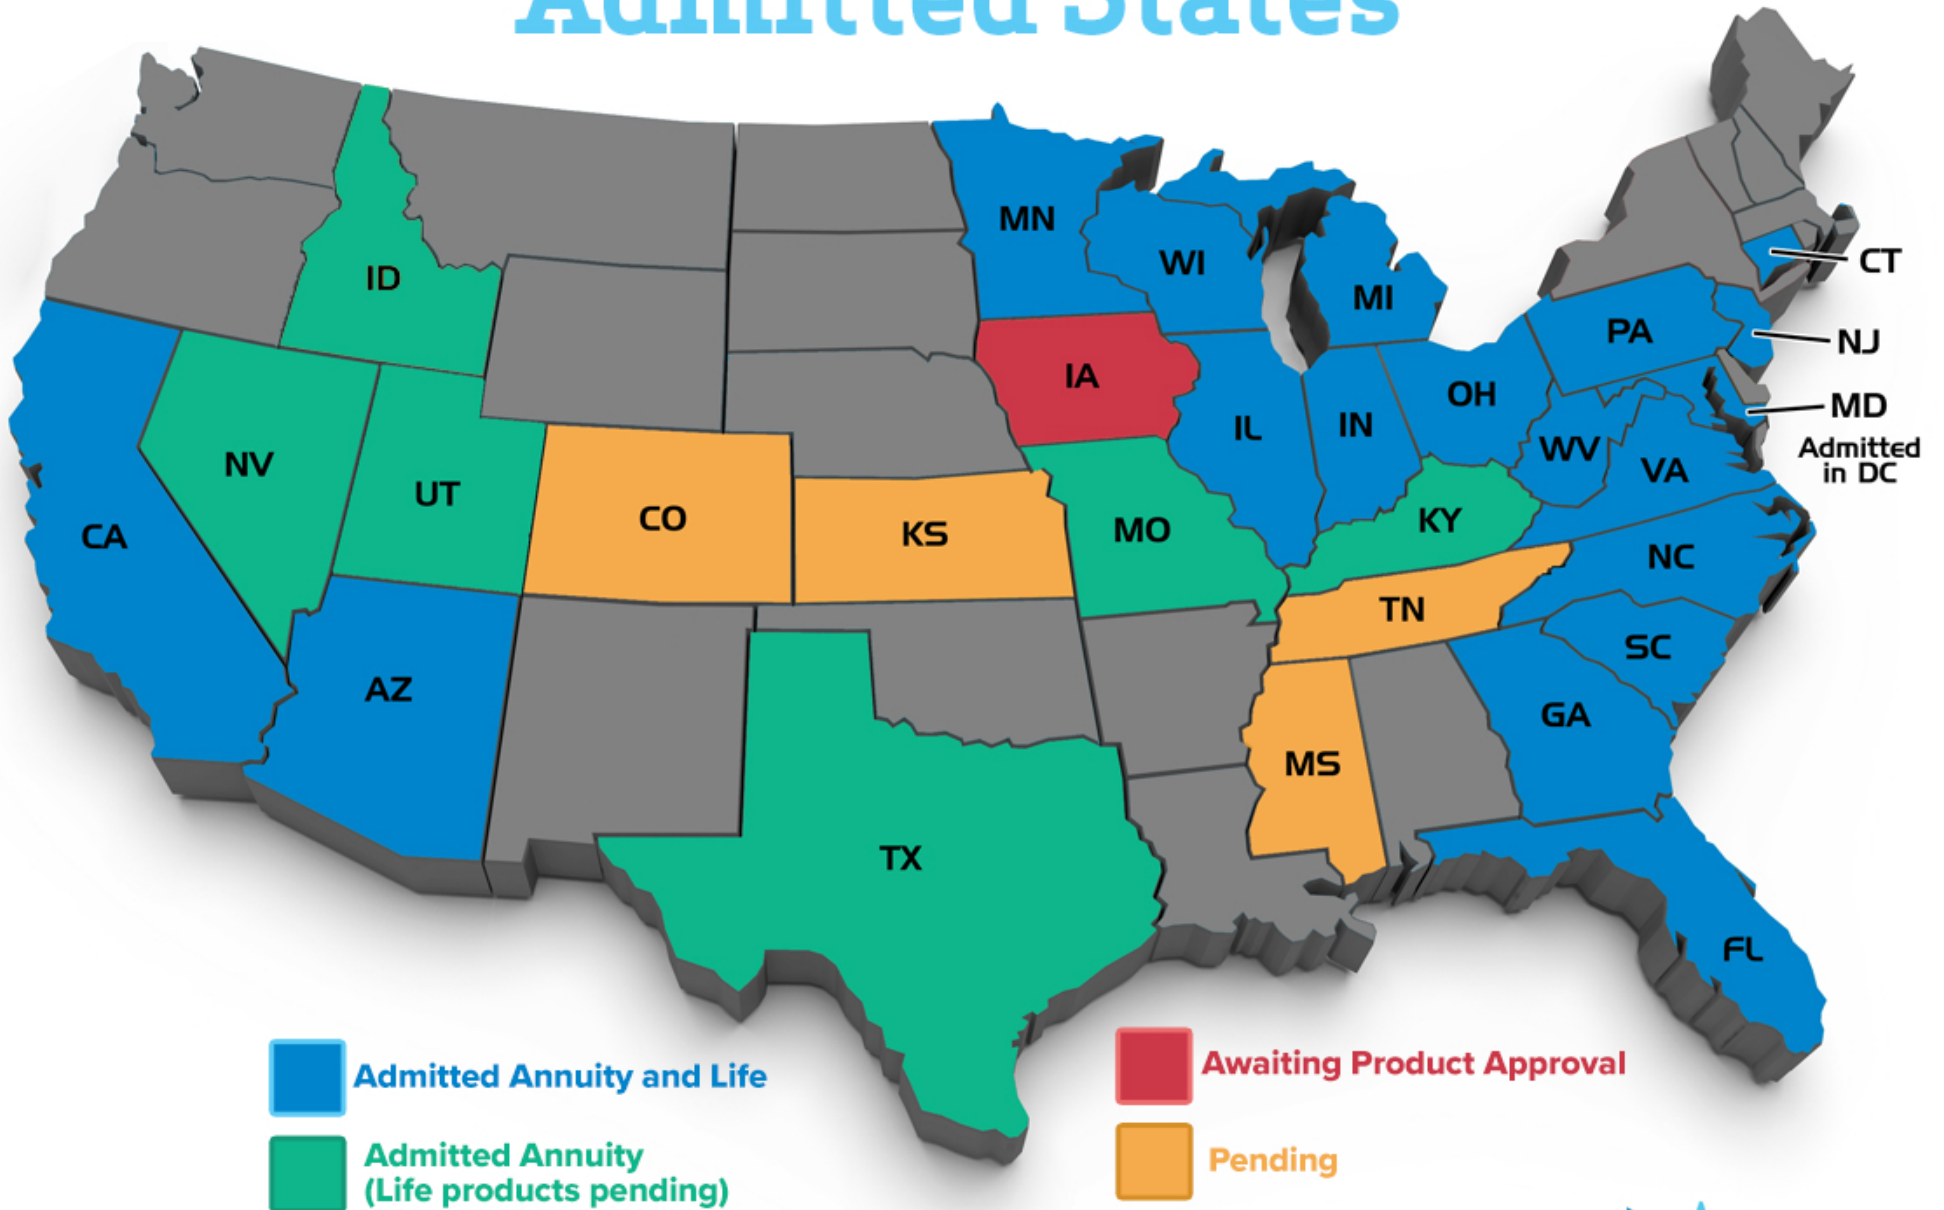 Admitted States
MN
WI
MI
ID
CT
PA
NJ
IA
OH
MD
Admitted
in DC
IL
IN
WV
VA
NV
UT
CO
KS
MO
KY
CA
NC
TN
SC
AZ
GA
MS
TX
FL
Admitted Annuity and Life
Awaiting Product Approval
Admitted Annuity
(Life products pending)
Pending